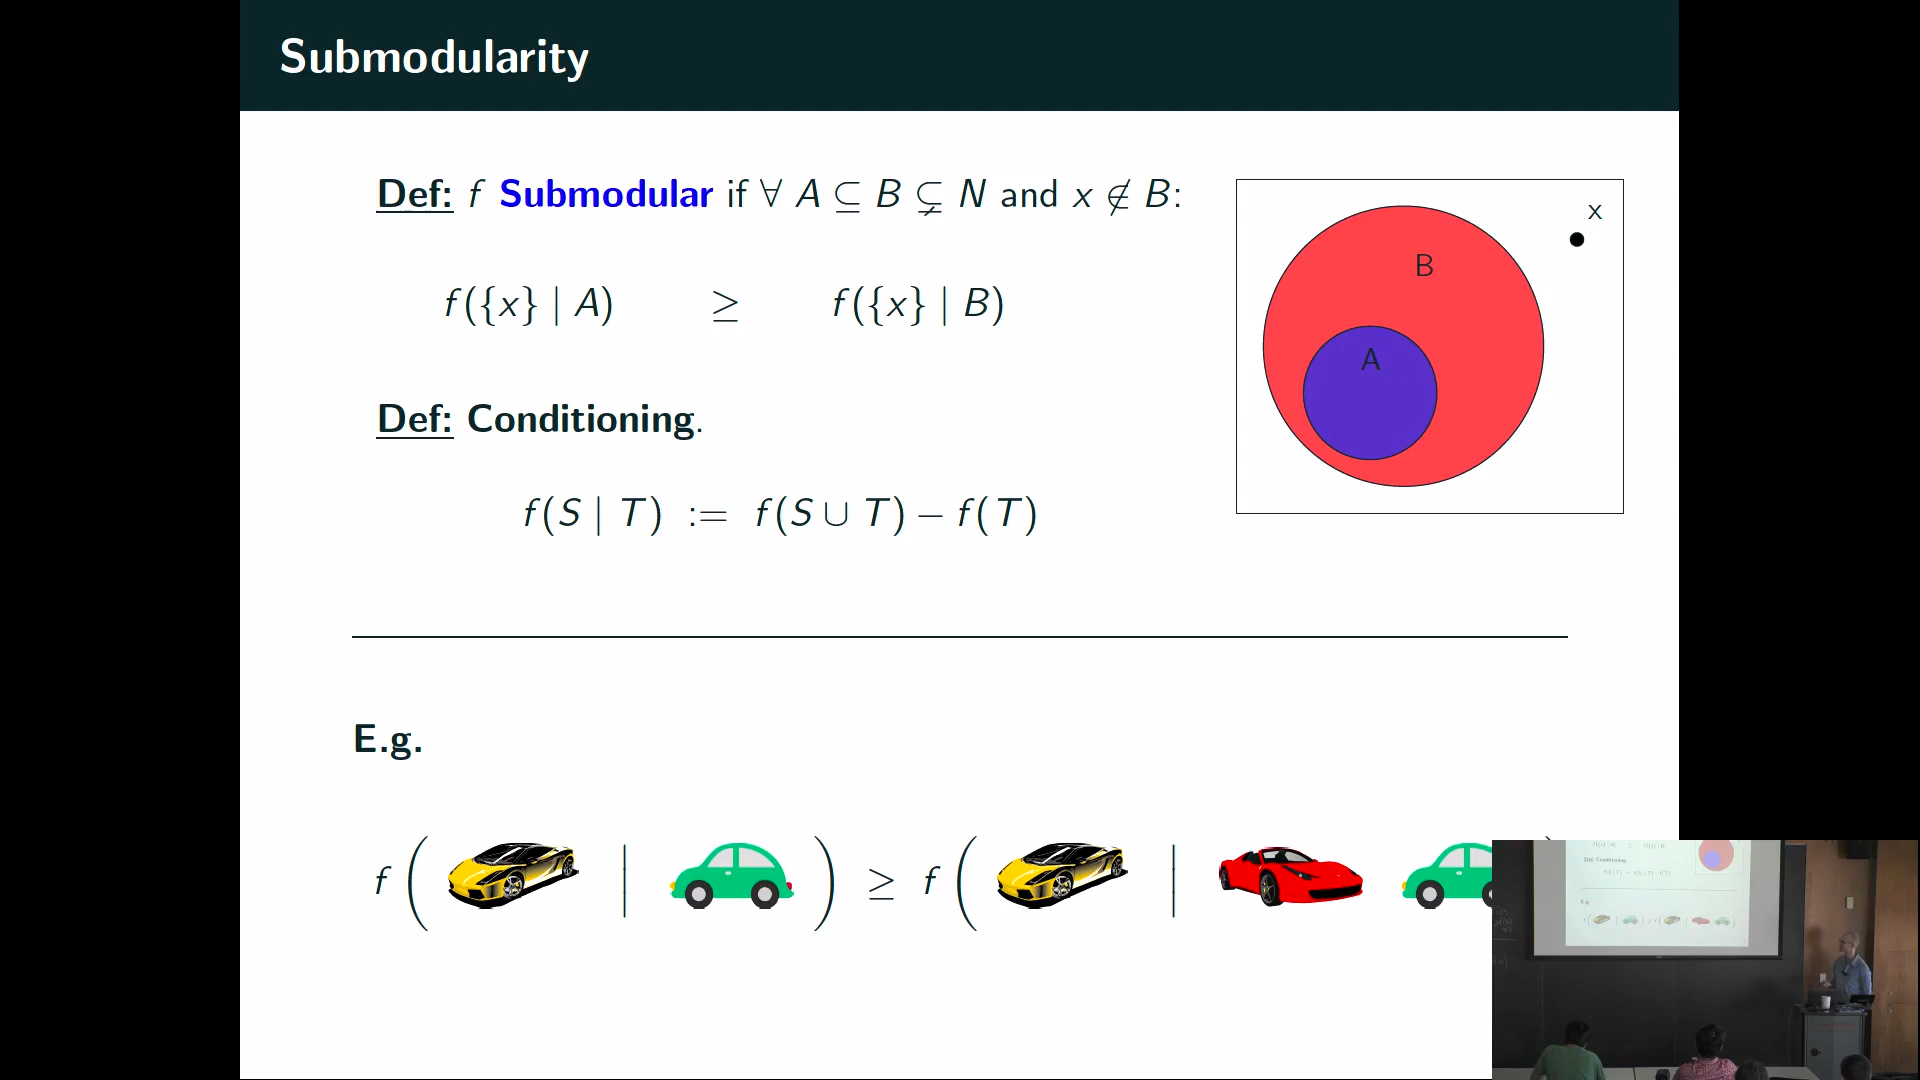 Submodularity
Def: f Submodular if ∀ A ⊆ B ⊊ N and x ∉ B:
f({x} | A) ≥ f({x} | B)
Def: Conditioning.
f(S | T) := f(S ∪ T) − f(T)
x
B
A
E.g.
f ( | ) ≥ f ( |